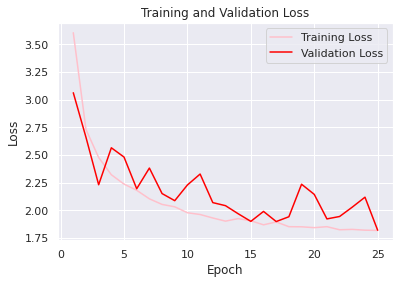 Training and Validation Loss
Training Loss
Validation Loss
3.50
3.25
3.00
2.75
2.50
2.25
2.00
1.75
Loss
0 5 10 15 20 25
Epoch